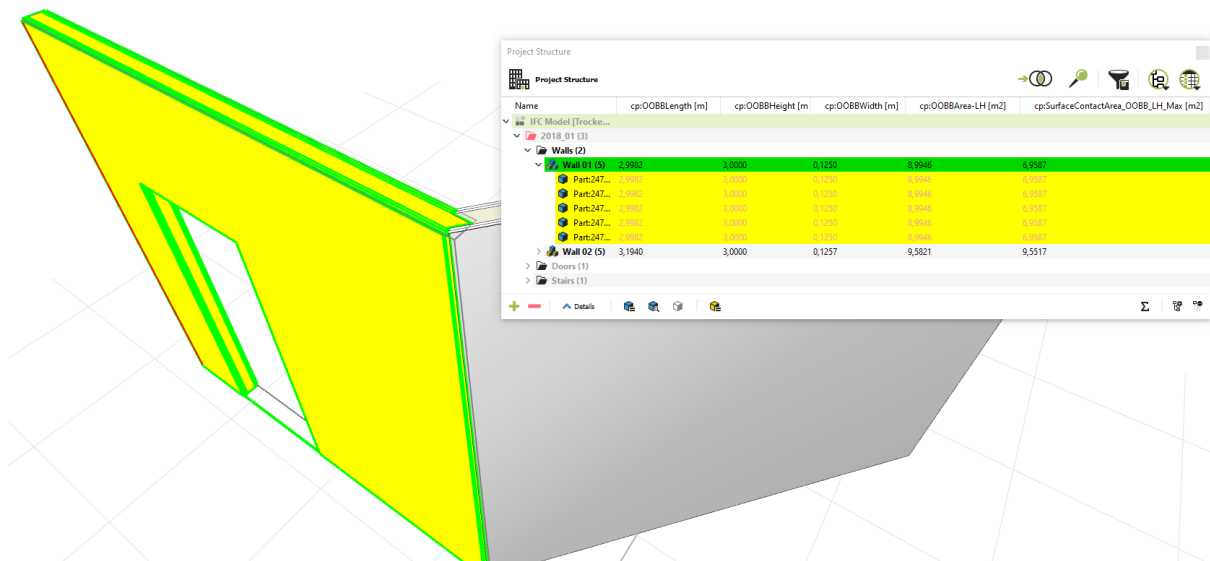 Project Structure
Project Structure
Name cp:OOBBLength [m] cp:OOBBHeight [m cp:OOBBWidth [m] cp:OOBBArea-LH [m2] cp:SurfaceContactArea_OOBB_LH_Max [m2]
IFC Model [Trocke...
2018_01 (3)
Walls (2)
Wall 01 (5) 2,9982 3,0000 0,1250 8,9946 6,9587
Part:247... 2,9982 3,0000 0,1250 8,9946 6,9587
Part:247... 2,9982 3,0000 0,1250 8,9946 6,9587
Part:247... 2,9982 3,0000 0,1250 8,9946 6,9587
Part:247... 2,9982 3,0000 0,1250 8,9946 6,9587
Part:247... 2,9982 3,0000 0,1250 8,9946 6,9587
Wall 02 (5) 3,1940 3,0000 0,1257 9,5821 9,5517
Doors (1)
Stairs (1)
Details Σ